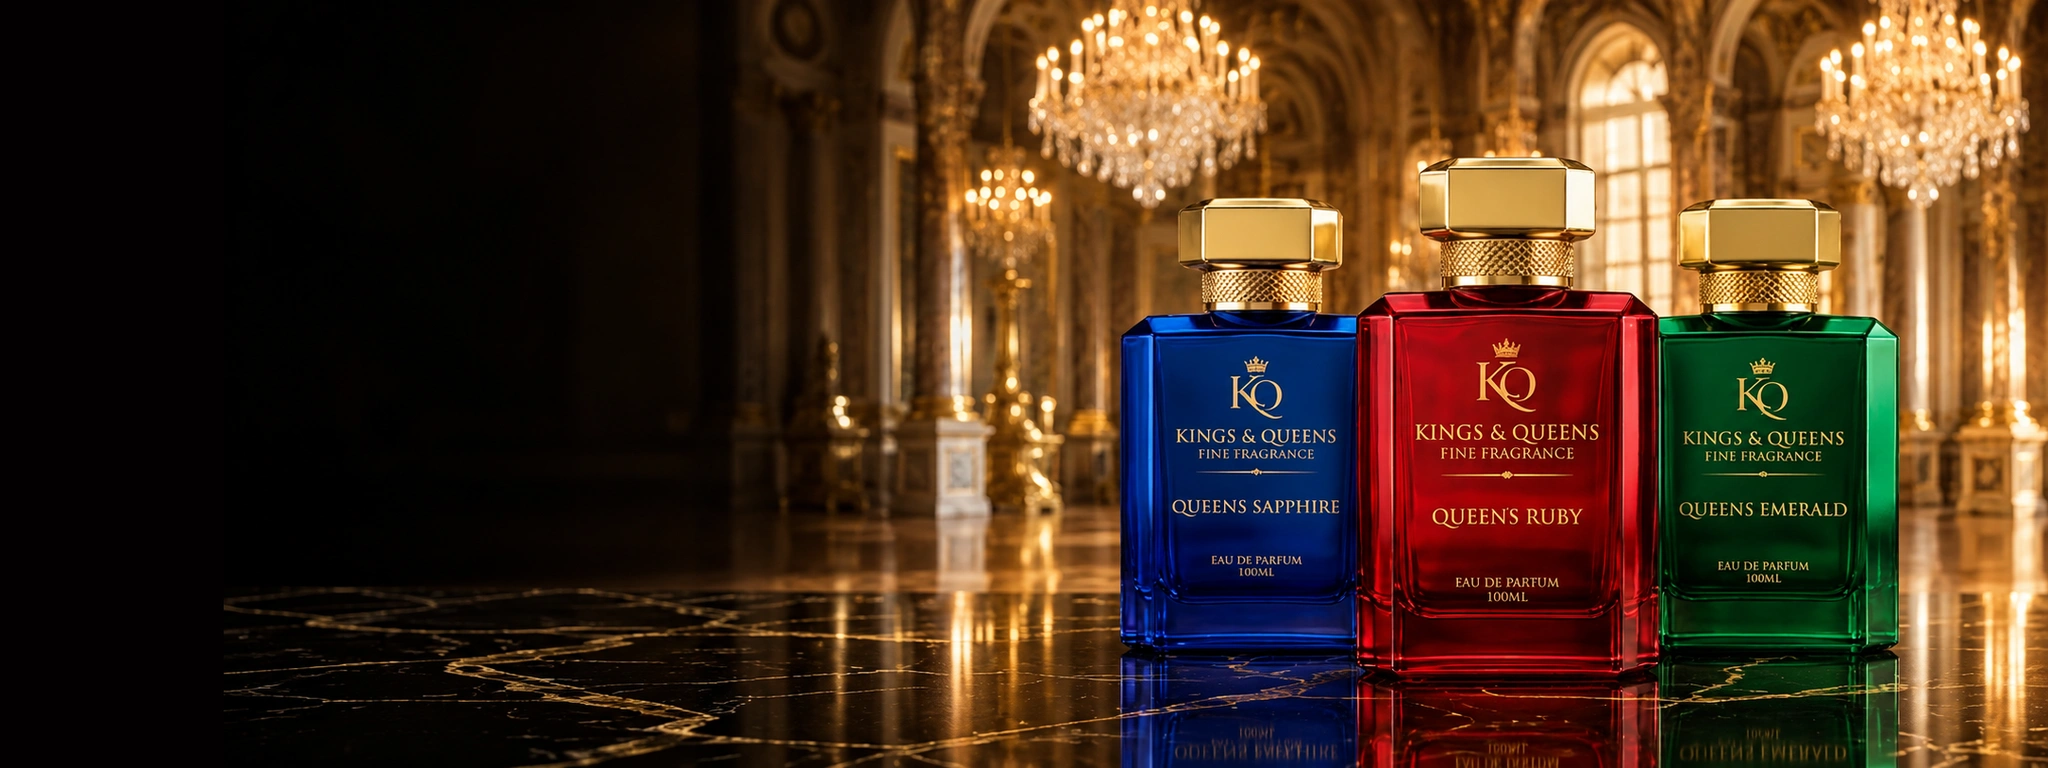 KQ
KINGS & QUEENS
FINE FRAGRANCE
QUEENS SAPPHIRE
EAU DE PARFUM
100ML
KQ
KINGS & QUEENS
FINE FRAGRANCE
QUEEN'S RUBY
EAU DE PARFUM
100ML
KQ
KINGS & QUEENS
FINE FRAGRANCE
QUEENS EMERALD
EAU DE PARFUM
100ML